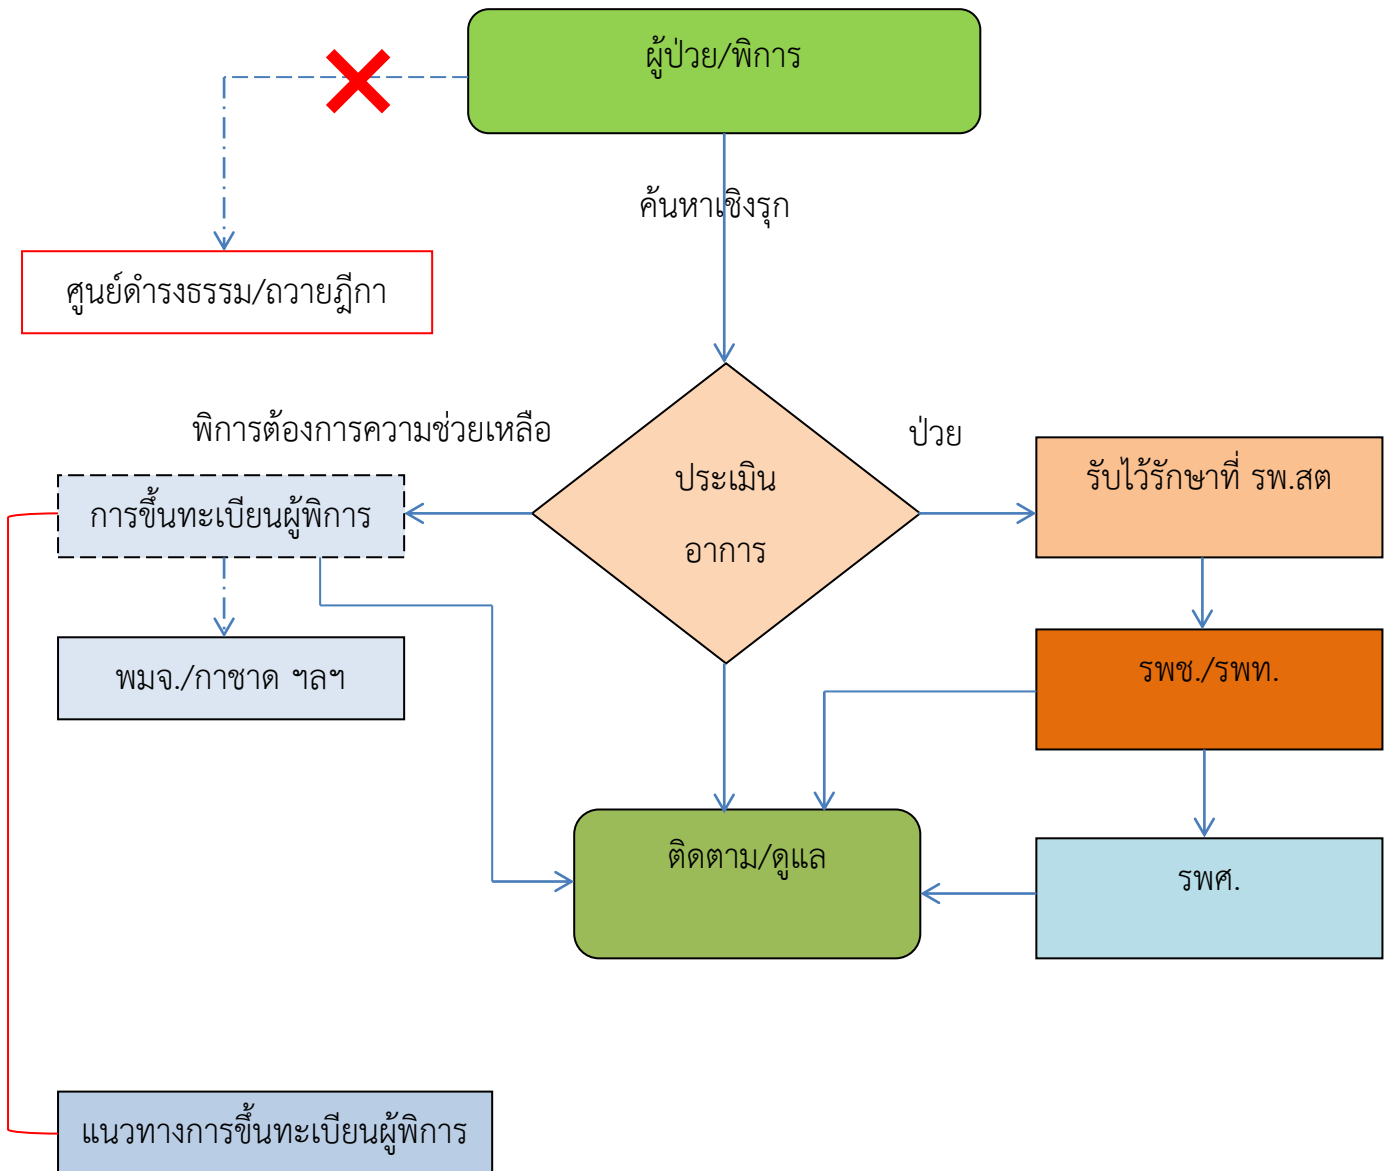 ผู้ป่วย/พิการ
ค้นหาเชิงรุก
ศูนย์ดำรงธรรม/ถวายฎีกา
พิการต้องการความช่วยเหลือ
ป่วย
ประเมิน
อาการ
การขึ้นทะเบียนผู้พิการ
รับไว้รักษาที่ รพ.สต
พมจ./กาชาด ฯลฯ
รพช./รพท.
ติดตาม/ดูแล
รพศ.
แนวทางการขึ้นทะเบียนผู้พิการ